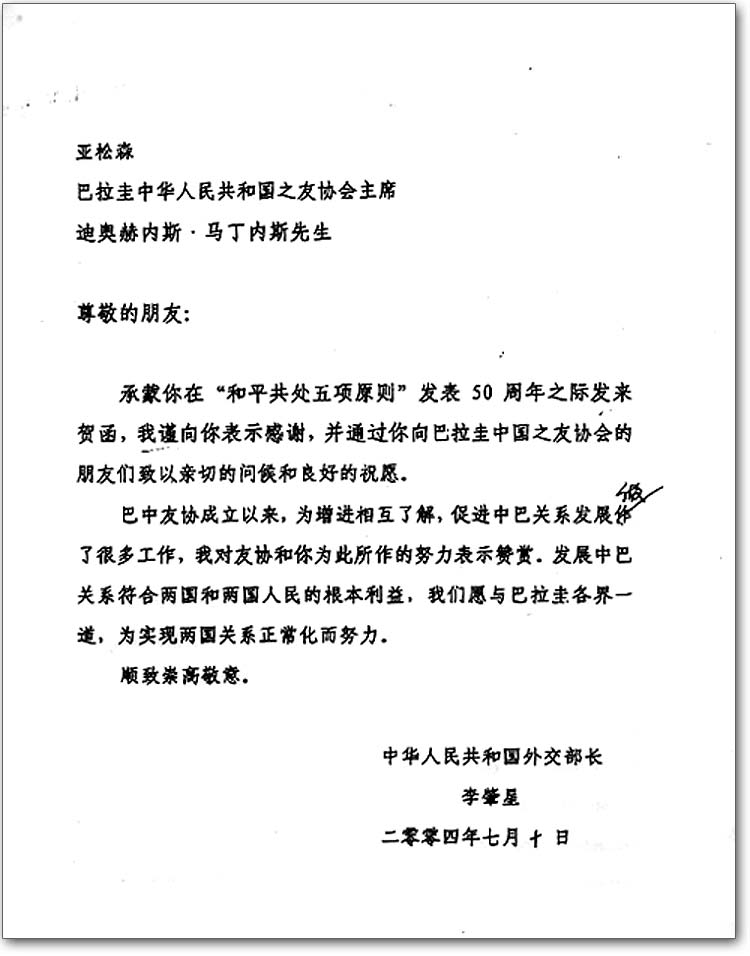 亚松森
巴拉圭中华人民共和国之友协会主席
迪奥赫内斯·马丁内斯先生
尊敬的朋友:
承蒙你在“和平共处五项原则”发表 50 周年之际发来
贺函,我谨向你表示感谢,并通过你向巴拉圭中国之友协会的
朋友们致以亲切的问候和良好的祝愿。
做
巴中友协成立以来,为增进相互了解,促进中巴关系发展作
了很多工作,我对友协和你为此所作的努力表示赞赏。发展中巴
关系符合两国和两国人民的根本利益,我们愿与巴拉圭各界一
道,为实现两国关系正常化而努力。
顺致崇高敬意。
中华人民共和国外交部长
李肇星
二零零四年七月十日